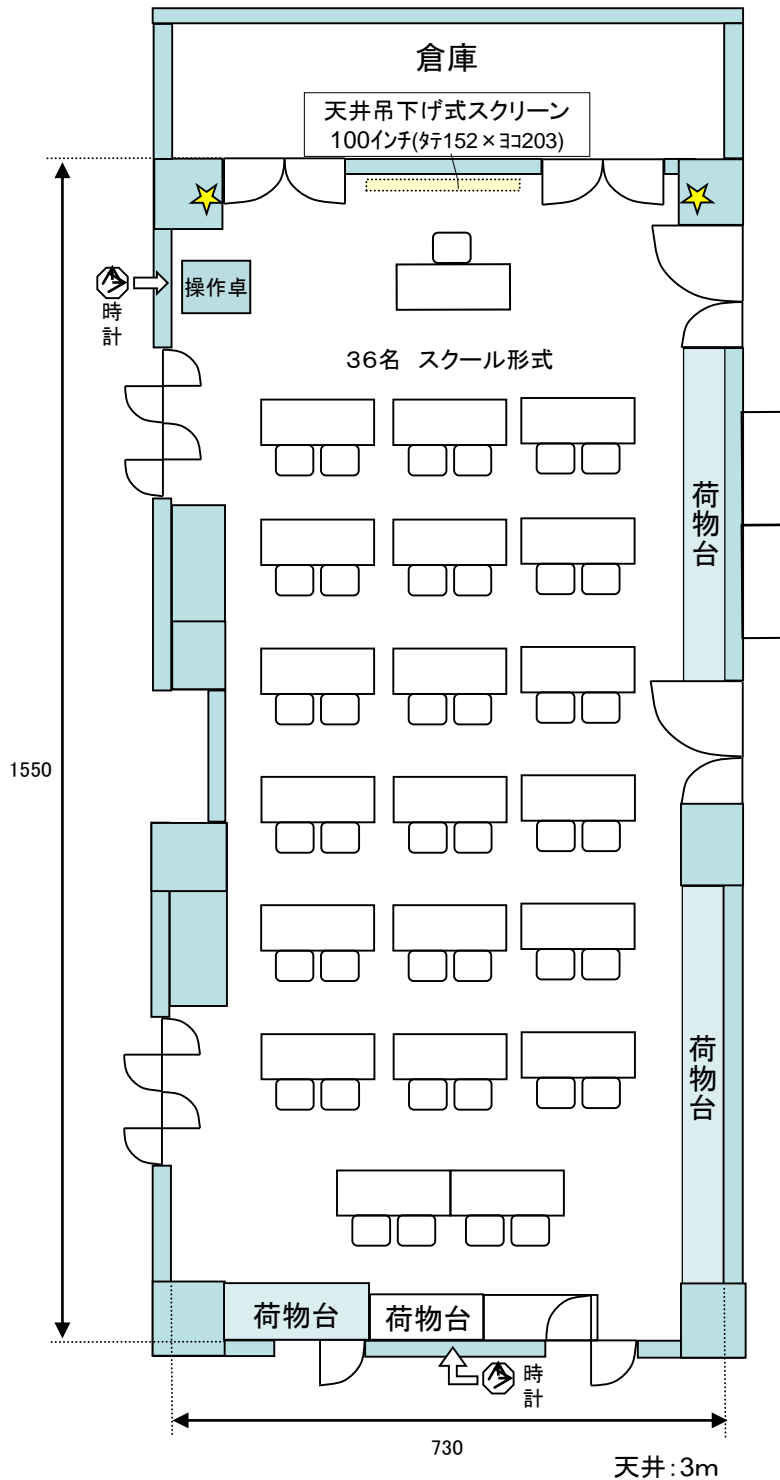 倉庫
天井吊下げ式スクリーン
100インチ(ﾀﾃ152×ﾖｺ203)
操作卓
時計
36名 スクール形式
荷物台
1550
荷物台
荷物台
荷物台
時計
730
天井:3m